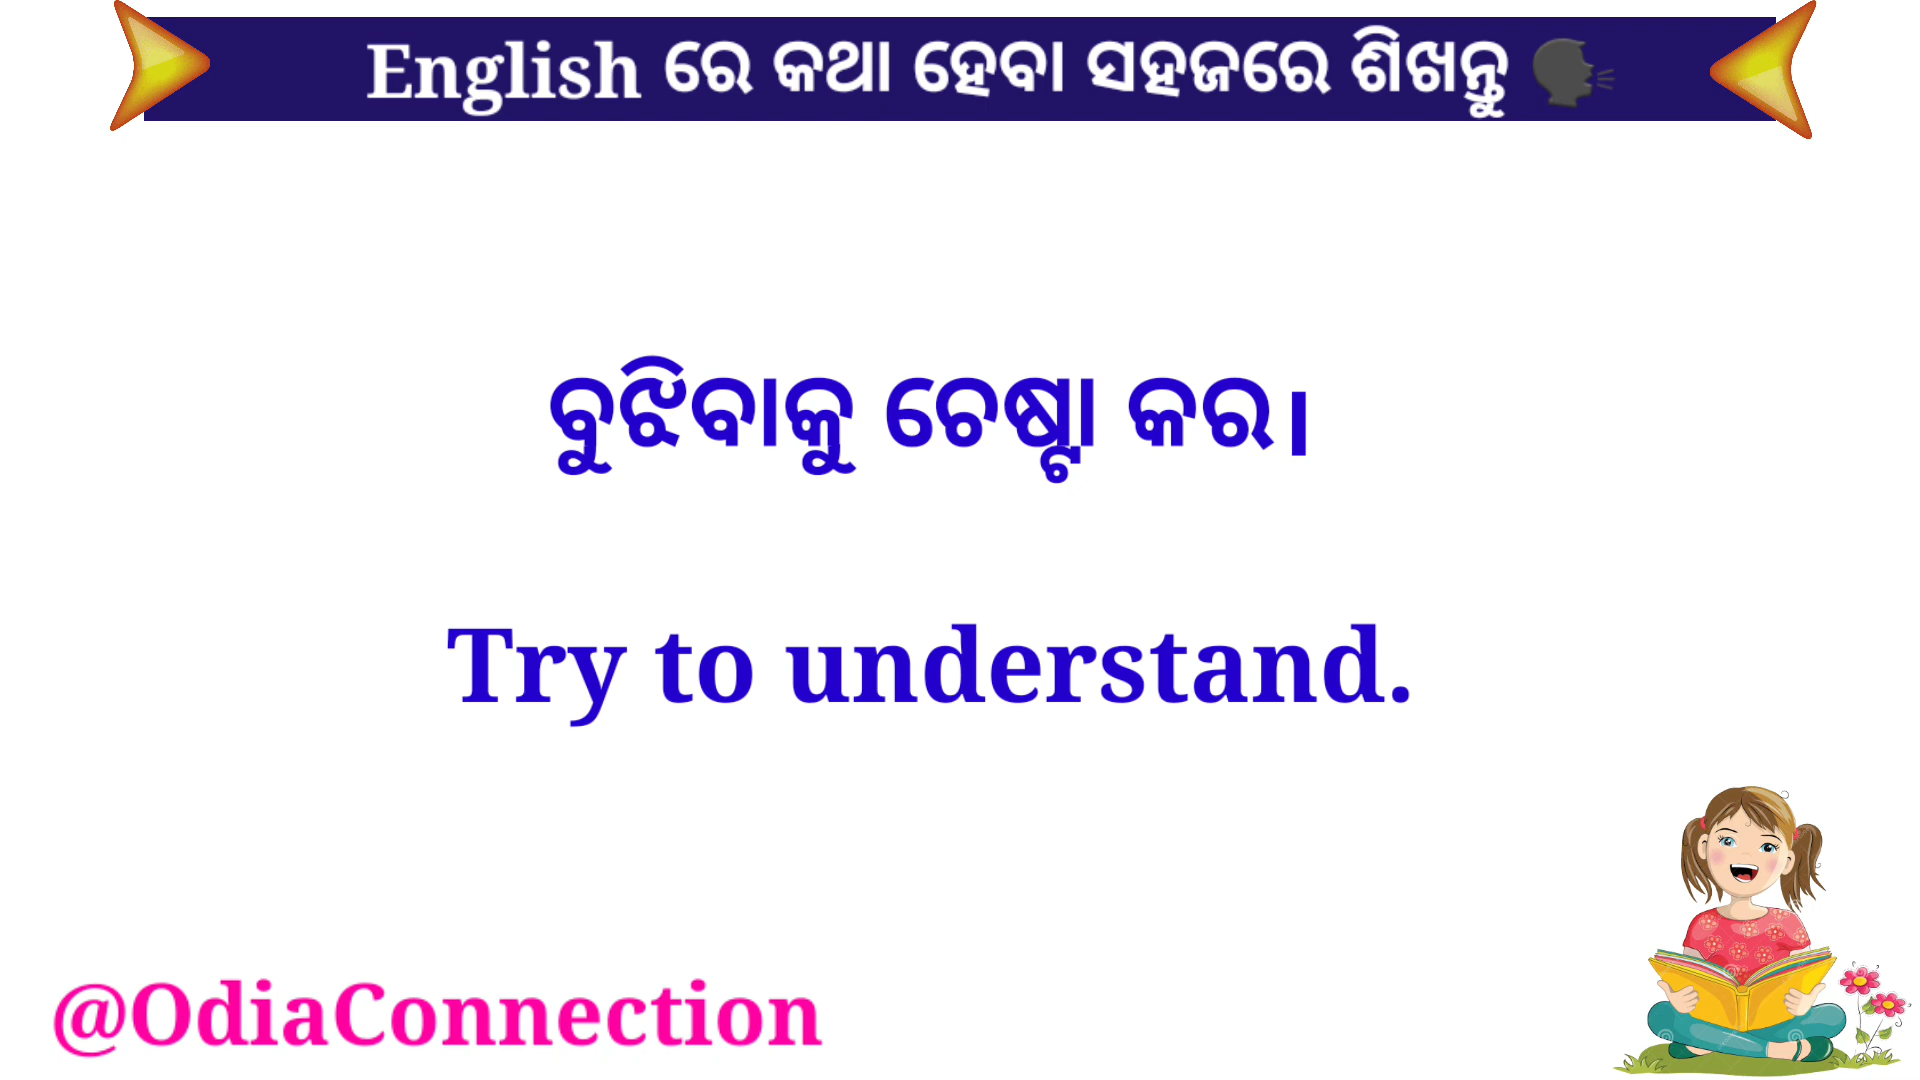 English ରେ କଥା ହେବା ସହଜରେ ଶିଖନ୍ତୁ 🗣
ବୁଝିବାକୁ ଚେଷ୍ଟା କର।
Try to understand.
@OdiaConnection